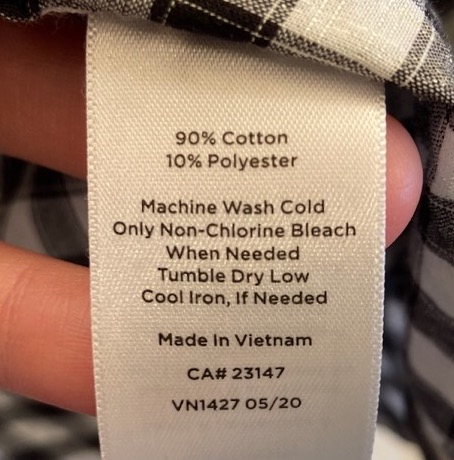 90% Cotton
10% Polyester
Machine Wash Cold
Only Non-Chlorine Bleach
When Needed
Tumble Dry Low
Cool Iron, If Needed
Made In Vietnam
CA# 23147
VN1427 05/20